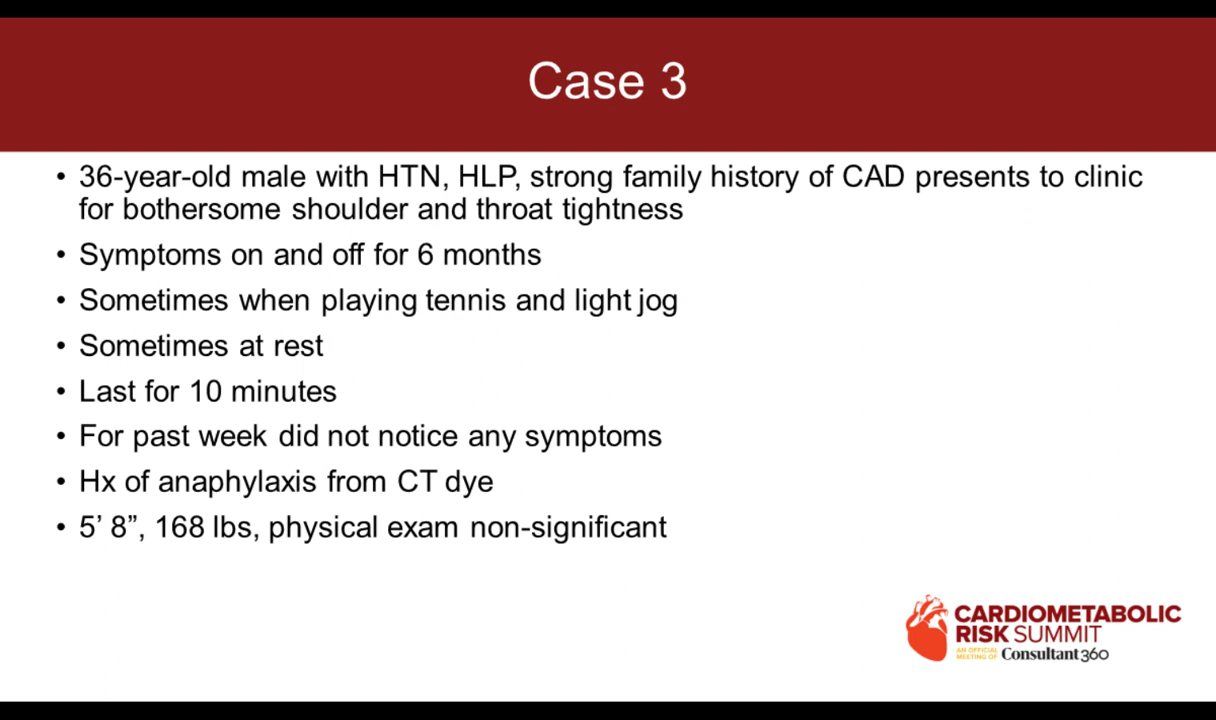 Case 3
• 36-year-old male with HTN, HLP, strong family history of CAD presents to clinic
for bothersome shoulder and throat tightness
• Symptoms on and off for 6 months
• Sometimes when playing tennis and light jog
• Sometimes at rest
• Last for 10 minutes
• For past week did not notice any symptoms
• Hx of anaphylaxis from CT dye
• 5’ 8”, 168 lbs, physical exam non-significant
CARDIOMETABOLIC
RISK SUMMIT
AN OFFICIAL
MEETING OF Consultant360